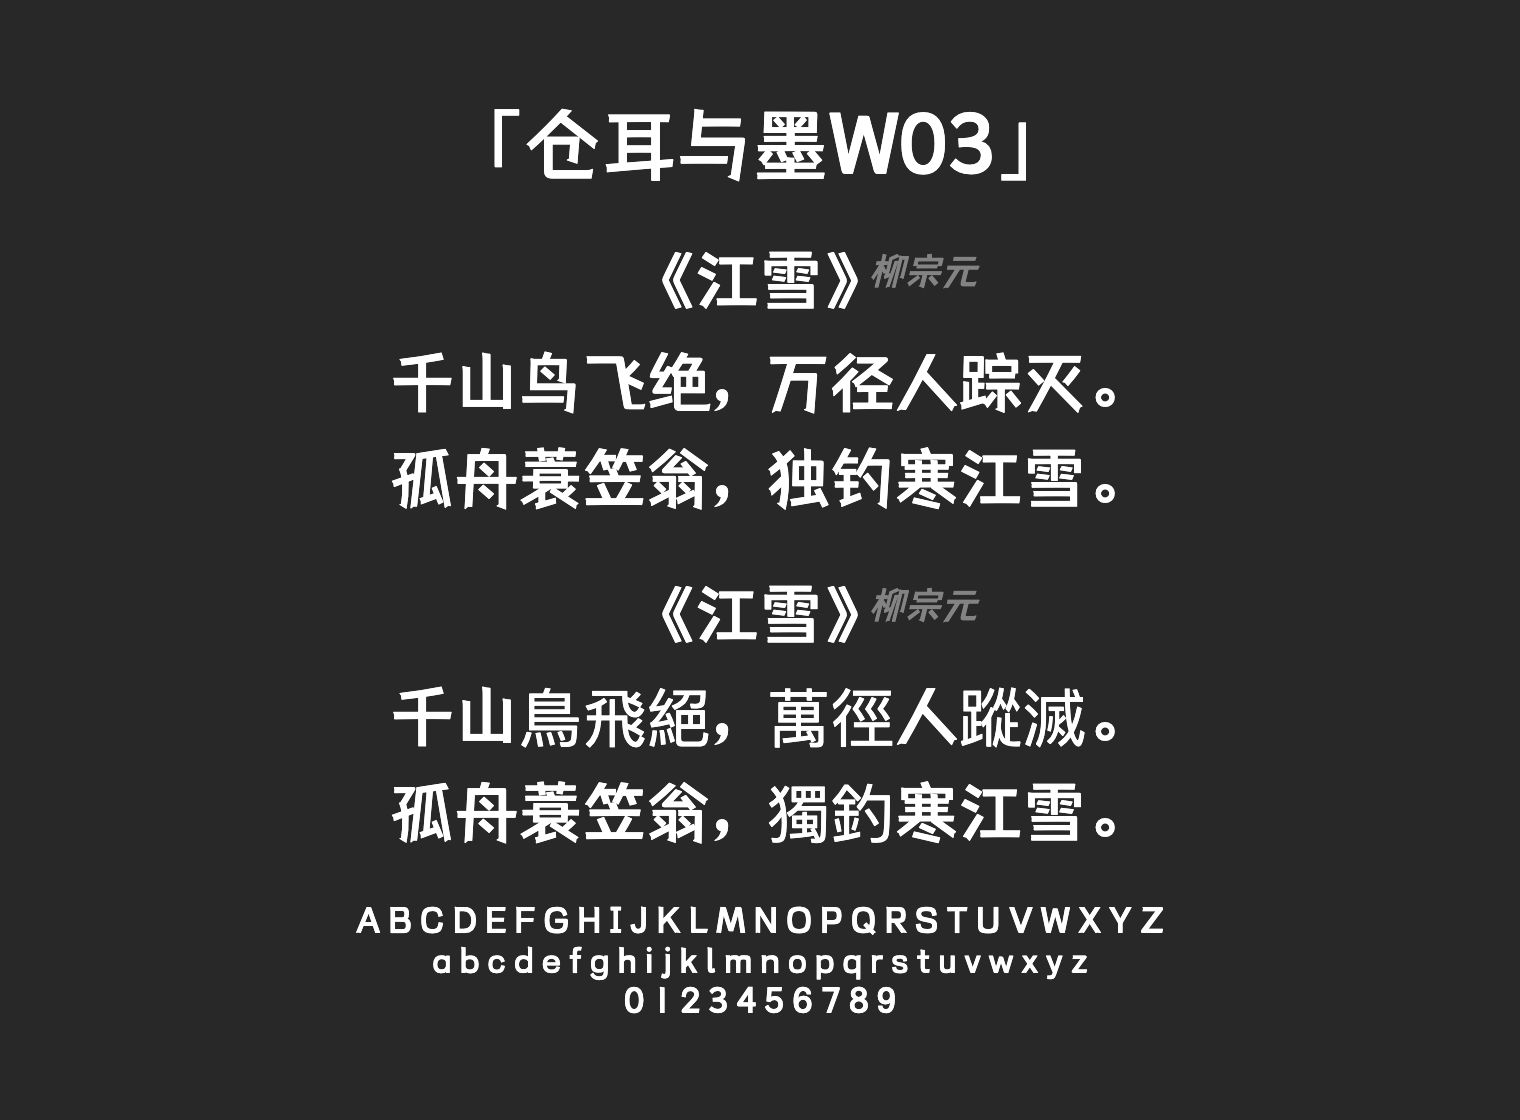 「仓耳与墨W03」
《江雪》柳宗元
千山鸟飞绝，万径人踪灭。
孤舟蓑笠翁，独钓寒江雪。
《江雪》柳宗元
千山鳥飛絕，萬徑人蹤滅。
孤舟蓑笠翁，獨釣寒江雪。
ABCDEFGHIJKLMNOPQRSTUVWXYZ
abcdefghijklmnopqrstuvwxyz
0123456789